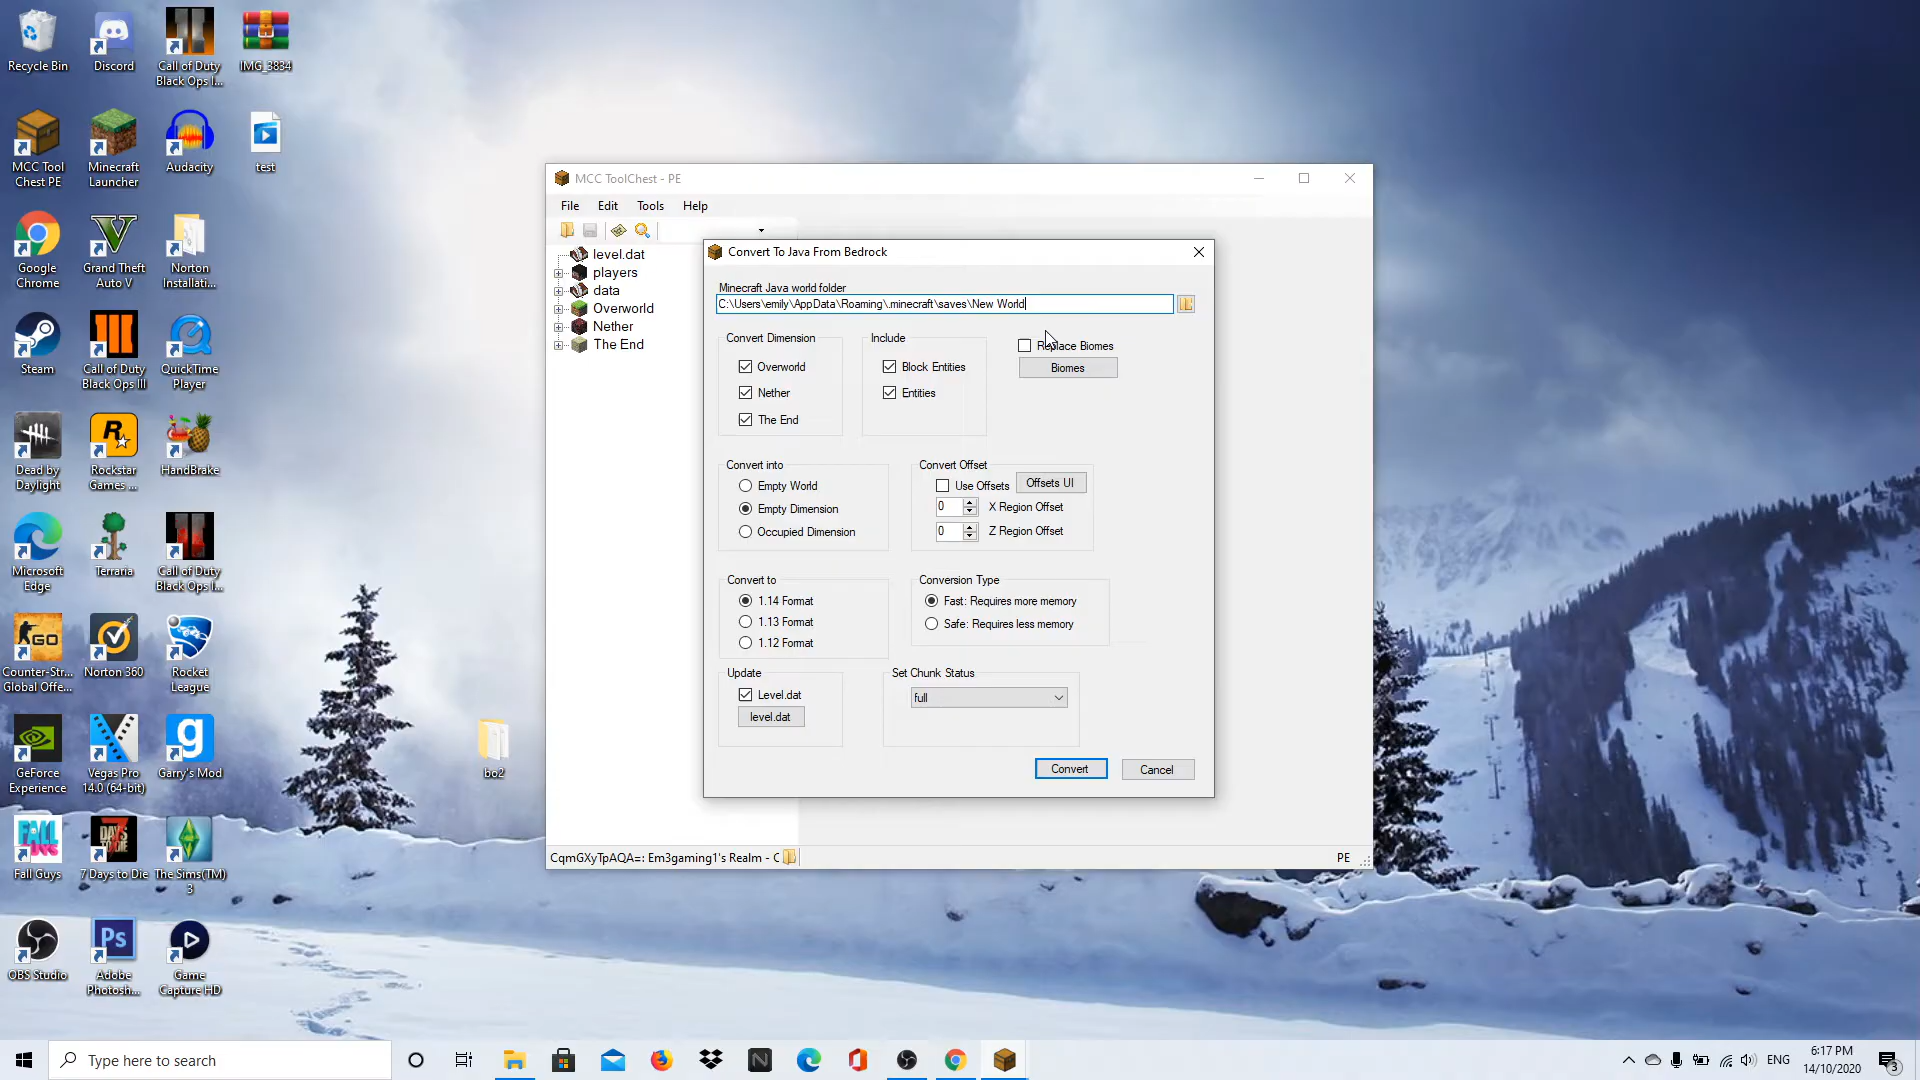 Recycle Bin
Discord
Call of Duty
Black Ops I...
IMG_3834
MCC Tool
Chest PE
Minecraft
Launcher
Audacity
test
Google
Chrome
Grand Theft
Auto V
Norton
Installati...
Steam
Call of Duty
Black Ops III
QuickTime
Player
Dead by
Daylight
Rockstar
Games ...
HandBrake
Microsoft
Edge
Terraria
Call of Duty
Black Ops I...
Counter-Str...
Global Offe...
Norton 360
Rocket
League
GeForce
Experience
Vegas Pro
14.0 (64-bit)
Garry's Mod
bo2
Fall Guys
7 Days to Die
The Sims(TM)
3
OBS Studio
Adobe
Photosh...
Game
Capture HD
MCC ToolChest - PE
File Edit Tools Help
level.dat
players
data
Overworld
Nether
The End
Convert To Java From Bedrock
Minecraft Java world folder
C:\Users\emily\AppData\Roaming\.minecraft\saves\New World
Convert Dimension
Overworld
Nether
The End
Include
Block Entities
Entities
Replace Biomes
Biomes
Convert into
Empty World
Empty Dimension
Occupied Dimension
Convert Offset
Use Offsets
Offsets UI
0 X Region Offset
0 Z Region Offset
Convert to
1.14 Format
1.13 Format
1.12 Format
Conversion Type
Fast: Requires more memory
Safe: Requires less memory
Update
Level.dat
level.dat
Set Chunk Status
full
Convert
Cancel
CqmGXyTpAQA=: Em3gaming1's Realm - C
PE
Type here to search
ENG
6:17 PM
14/10/2020
3